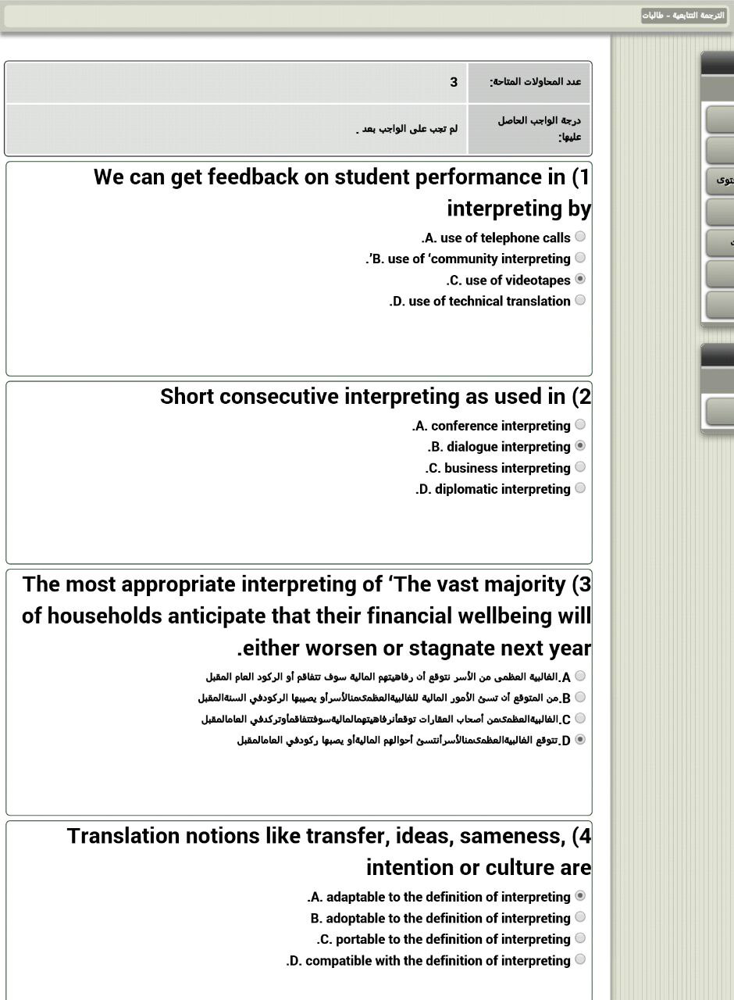 الترجمة التتابعية - طالبات
عدد المحاولات المتاحة:
3
درجة الواجب الحاصل
عليها:
لم تجب على الواجب بعد .
We can get feedback on student performance in (1
interpreting by
.A. use of telephone calls
.’B. use of ‘community interpreting
.C. use of videotapes
.D. use of technical translation
Short consecutive interpreting as used in (2
.A. conference interpreting
.B. dialogue interpreting
.C. business interpreting
.D. diplomatic interpreting
The most appropriate interpreting of ‘The vast majority (3
of households anticipate that their financial wellbeing will
.either worsen or stagnate next year
A.الغالبية العظمى من الأسر نتوقع أن رفاهيتهم المالية سوف تتفاقم أو الركود العام المقبل
B.من المتوقع أن تسئ الأمور المالية للغالبيةالعظمىمنالأسرأو يصيبها الركودفي السنةالمقبل
C.الغالبيةالعظمىمن أصحاب العقارات توقعأنرفاهيتهمالماليةسوفتتفاقمأوتركدفي العامالمقبل
D.تتوقع الغالبيةالعظمىمنالأسرأنتسئ أحوالهم الماليةأو يصبها ركودفي العامالمقبل
Translation notions like transfer, ideas, sameness, (4
intention or culture are
.A. adaptable to the definition of interpreting
B. adoptable to the definition of interpreting
.C. portable to the definition of interpreting
.D. compatible with the definition of interpreting